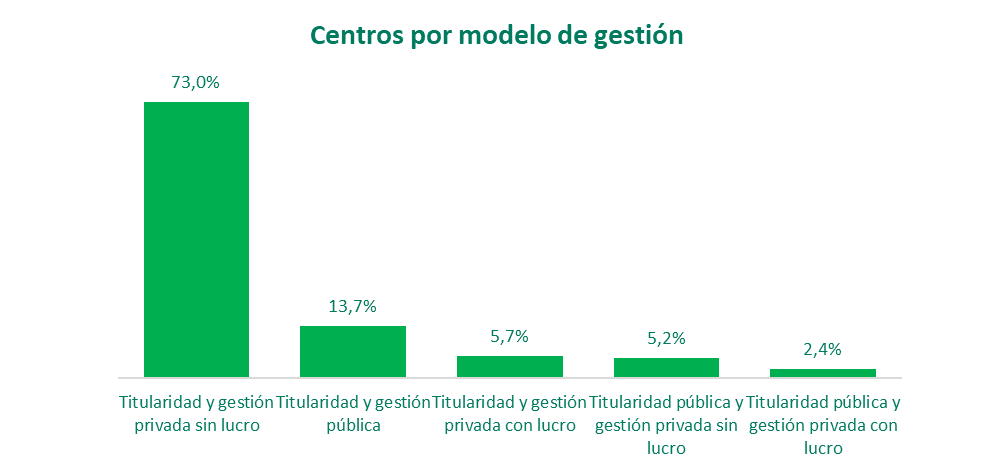 Centros por modelo de gestión
73,0%
13,7%
5,7%
5,2%
2,4%
Titularidad y gestión
privada sin lucro
Titularidad y gestión
pública
Titularidad y gestión
privada con lucro
Titularidad pública y
gestión privada sin
lucro
Titularidad pública y
gestión privada con
lucro